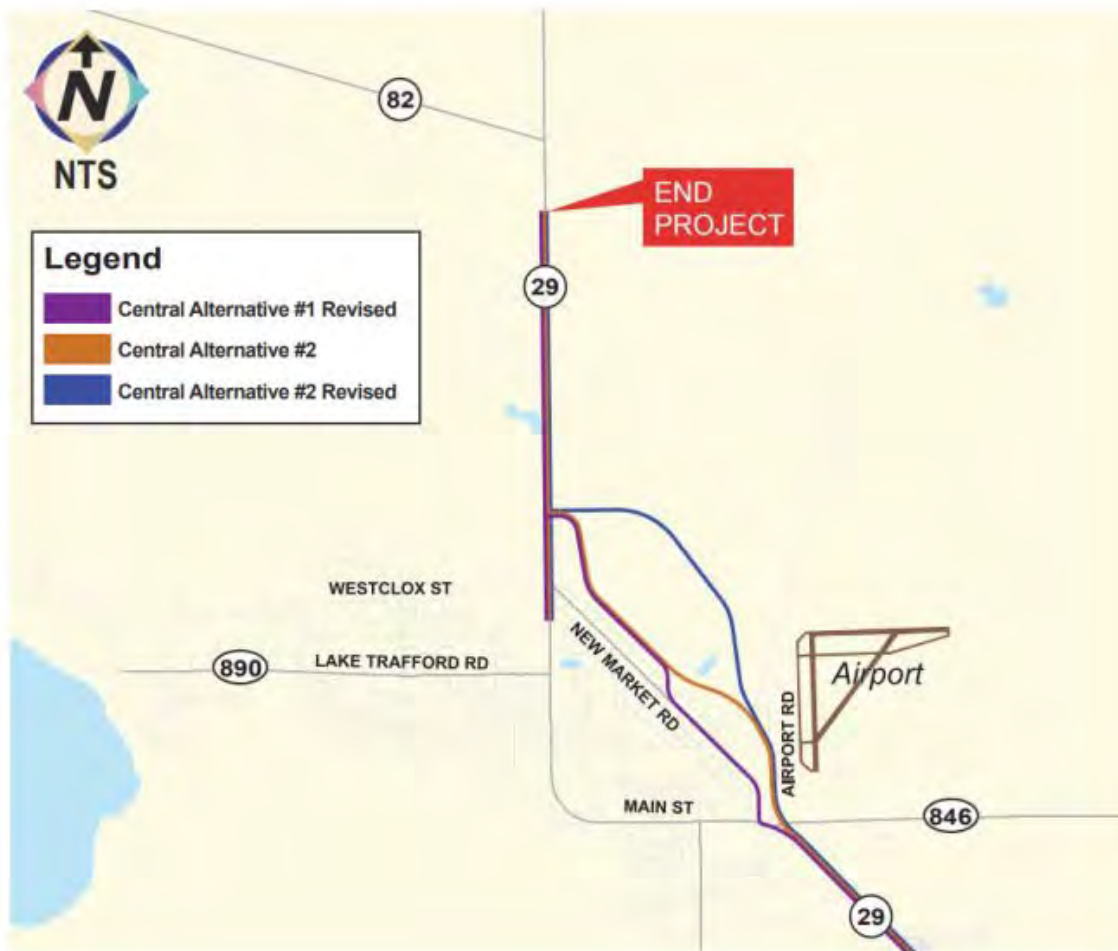 N
NTS
82
END
PROJECT
Legend
Central Alternative #1 Revised
Central Alternative #2
Central Alternative #2 Revised
29
WESTCLOX ST
890
LAKE TRAFFORD RD
NEW MARKET RD
Airport
AIRPORT RD
MAIN ST
846
29